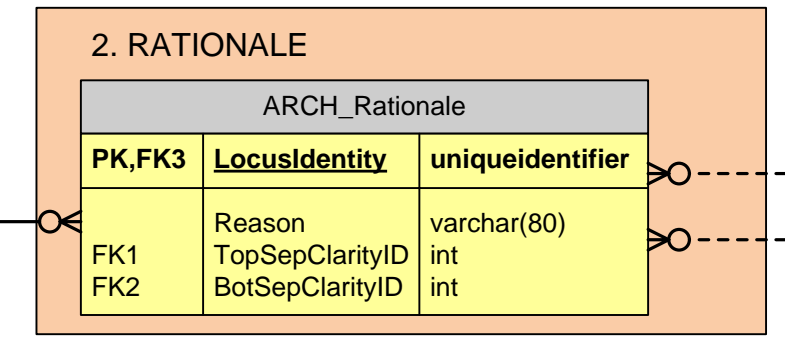 2. RATIONALE
ARCH_Rationale
PK,FK3 LocusIdentity uniqueidentifier
Reason varchar(80)
FK1 TopSepClarityID int
FK2 BotSepClarityID int